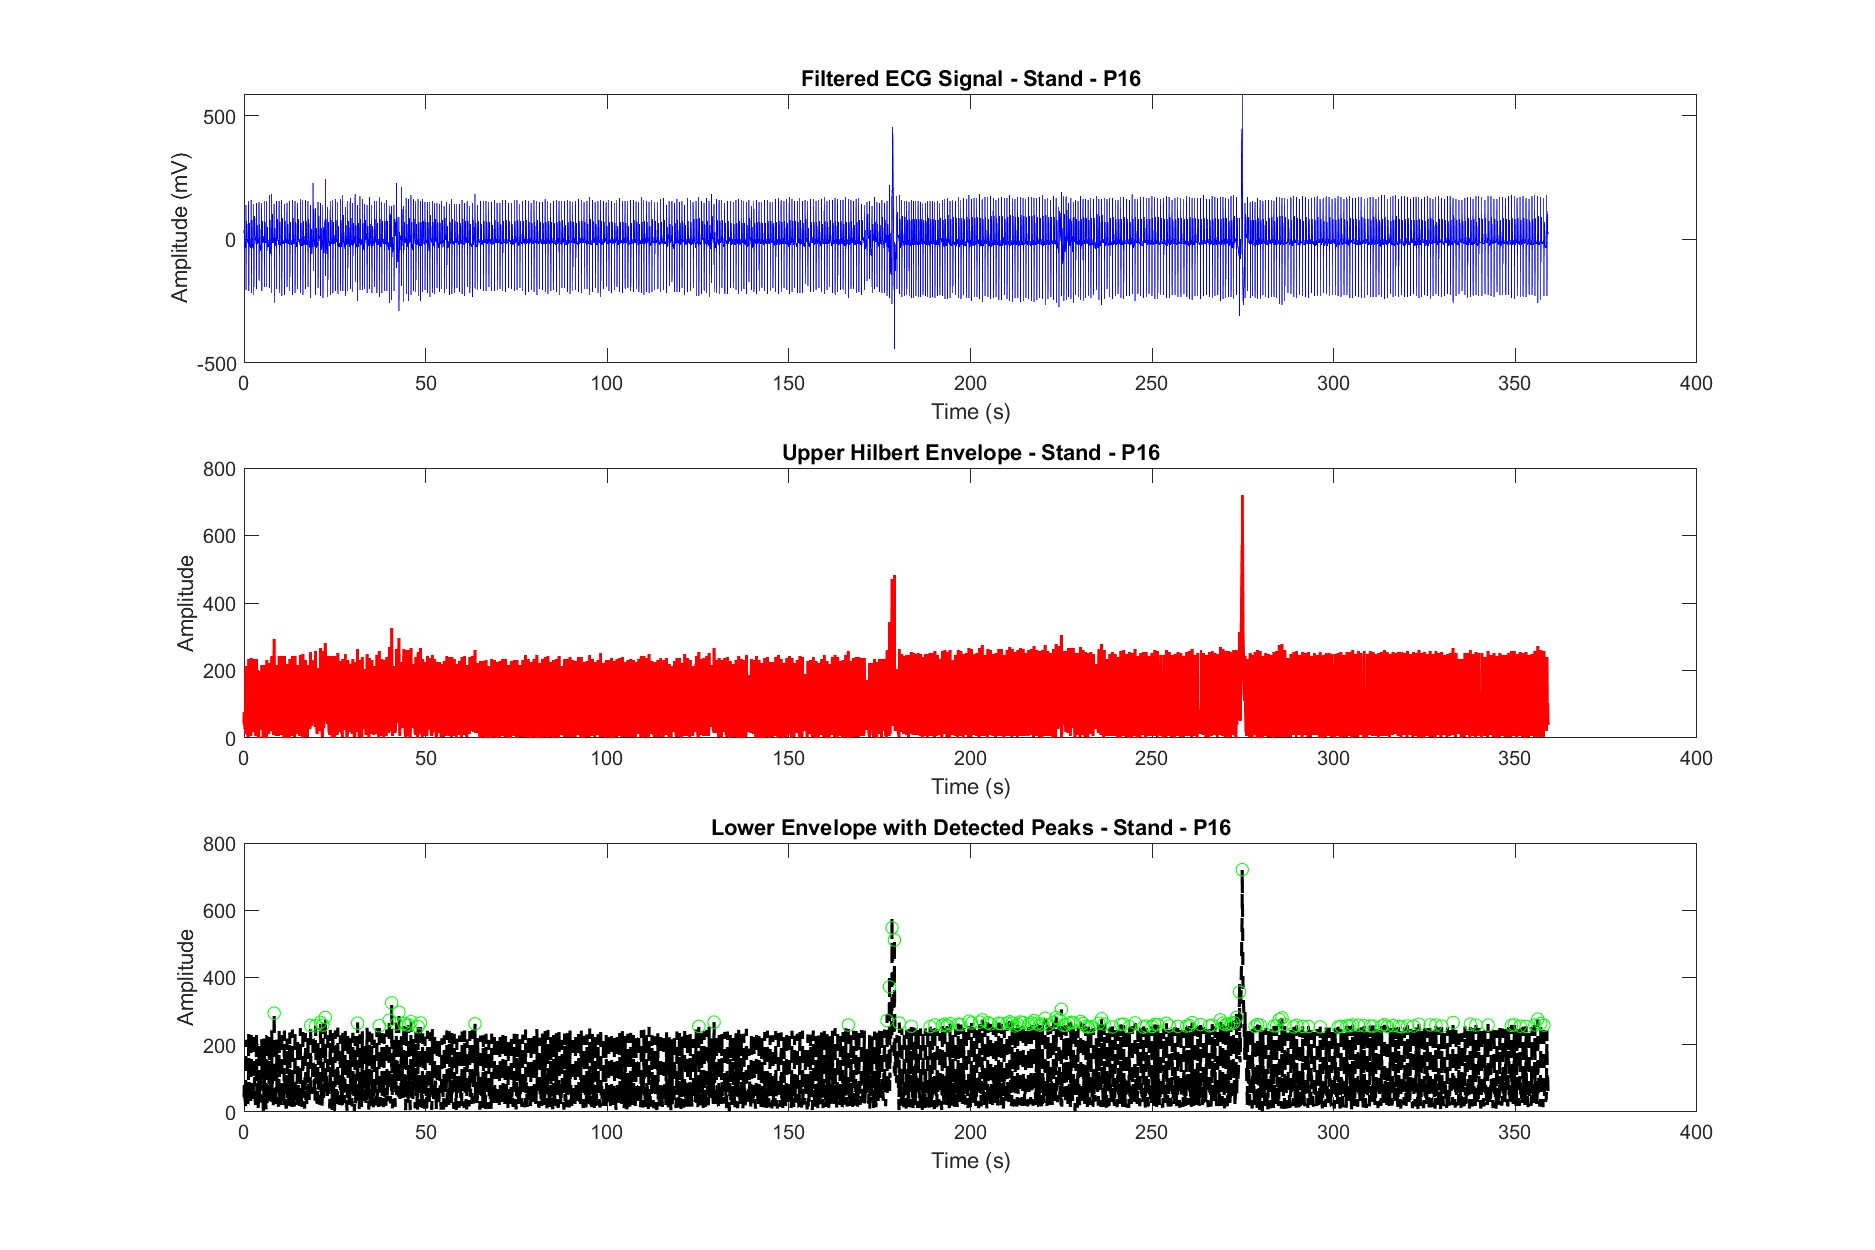 Filtered ECG Signal - Stand - P16
500
0
-500
Amplitude (mV)
0 50 100 150 200 250 300 350 400
Time (s)
Upper Hilbert Envelope - Stand - P16
800
600
400
200
0
Amplitude
0 50 100 150 200 250 300 350 400
Time (s)
Lower Envelope with Detected Peaks - Stand - P16
800
600
400
200
0
Amplitude
0 50 100 150 200 250 300 350 400
Time (s)